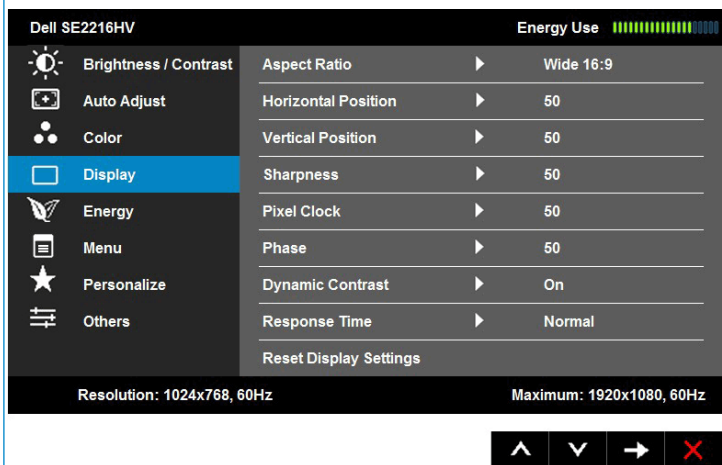 Dell SE2216HV Energy Use
Brightness / Contrast Aspect Ratio Wide 16:9
Auto Adjust Horizontal Position 50
Color Vertical Position 50
Display Sharpness 50
Energy Pixel Clock 50
Menu Phase 50
Personalize Dynamic Contrast On
Others Response Time Normal
Reset Display Settings
Resolution: 1024x768, 60Hz Maximum: 1920x1080, 60Hz